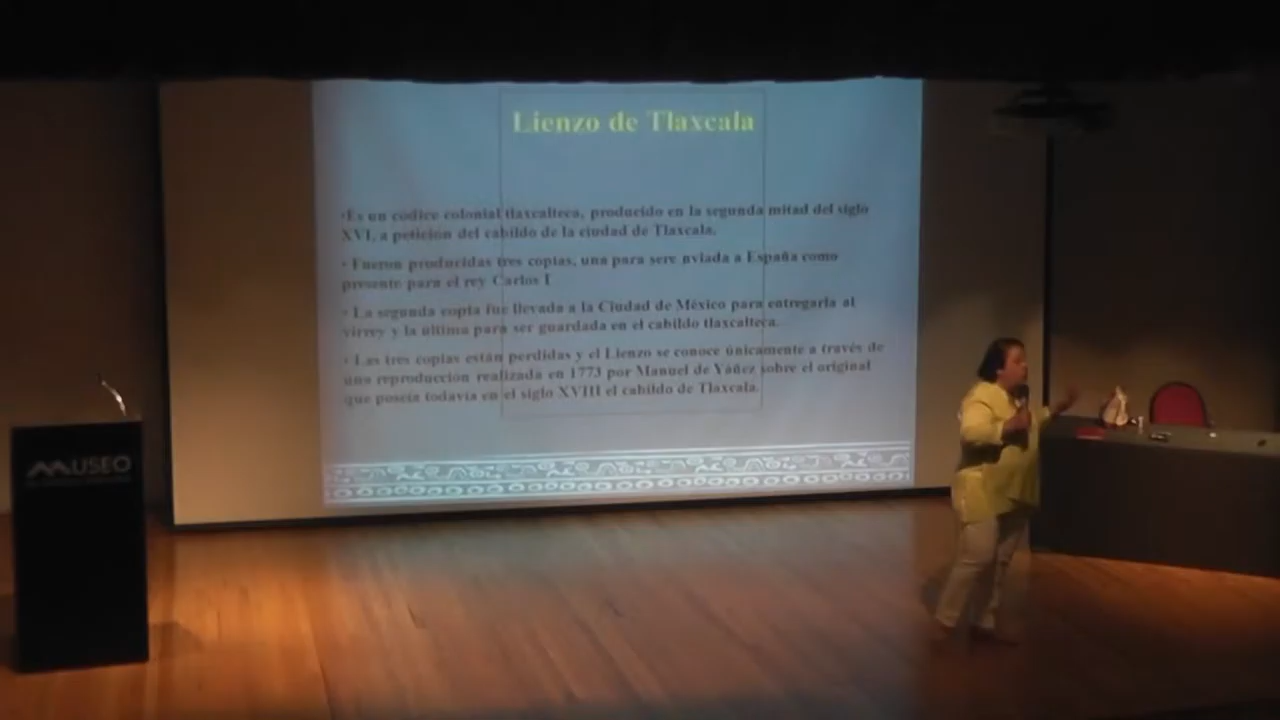 Lienzo de Tlaxcala
•Es un códice colonial tlaxcalteca, producido en la segunda mitad del siglo
XVI, a petición del cabildo de la ciudad de Tlaxcala.
• Fueron producidas tres copias, una para sere nviada a España como
presente para el rey Carlos I
• La segunda copia fue llevada a la Ciudad de México para entregarla al
virrey y la última para ser guardada en el cabildo tlaxcalteca.
• Las tres copias están perdidas y el Lienzo se conoce únicamente a través de
una reproducción realizada en 1773 por Manuel de Yáñez sobre el original
que poseía todavía en el siglo XVIII el cabildo de Tlaxcala.
MUSEO